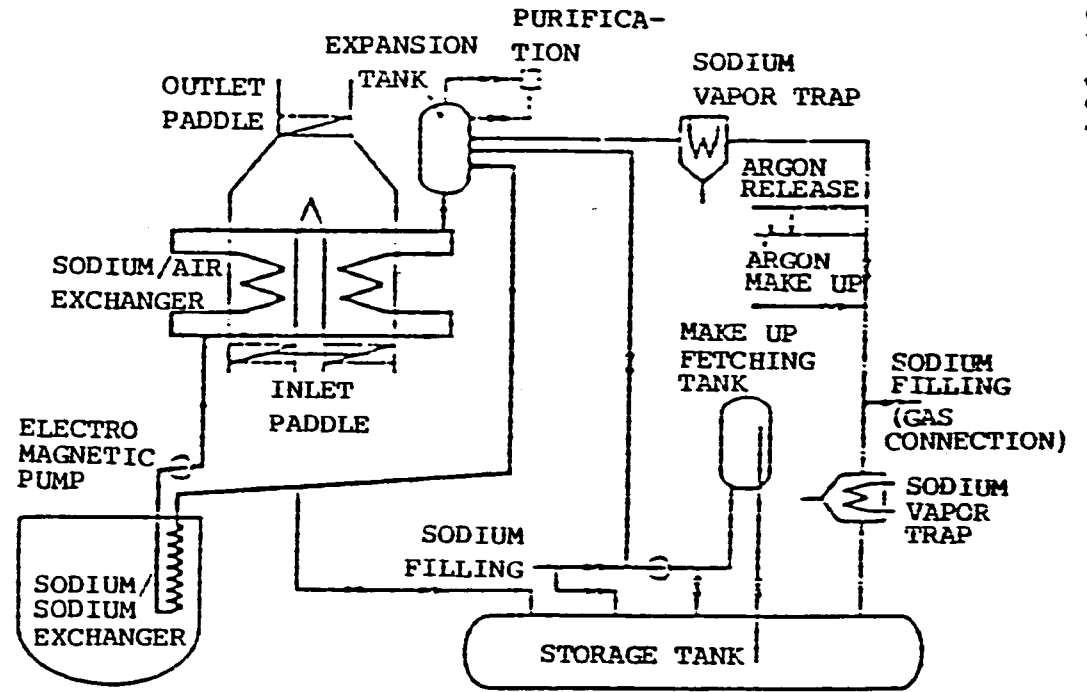 PURIFICA-
TION
EXPANSION
TANK
OUTLET
PADDLE
SODIUM
VAPOR TRAP
ARGON
RELEASE
ARGON
MAKE UP
SODIUM/AIR
EXCHANGER
INLET
PADDLE
MAKE UP
FETCHING
TANK
SODIUM
FILLING
(GAS
CONNECTION)
ELECTRO
MAGNETIC
PUMP
SODIUM
VAPOR
TRAP
SODIUM
FILLING
SODIUM/
SODIUM
EXCHANGER
STORAGE TANK